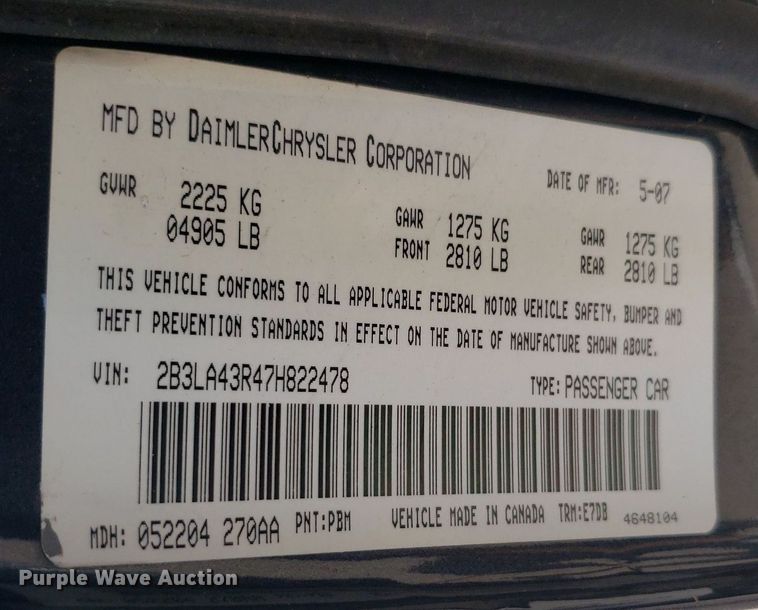 MFD BY DAIMLERCHRYSLER CORPORATION DATE OF MFR: 5-07
GVWR 2225 KG GAWR 1275 KG GAWR 1275 KG
04905 LB FRONT 2810 LB REAR 2810 LB
THIS VEHICLE CONFORMS TO ALL APPLICABLE FEDERAL MOTOR VEHICLE SAFETY, BUMPER AND
THEFT PREVENTION STANDARDS IN EFFECT ON THE DATE OF MANUFACTURE SHOWN ABOVE.
VIN: 2B3LA43R47H822478 TYPE: PASSENGER CAR
MDH: 052204 270AA PNT:PBM VEHICLE MADE IN CANADA TRM:E7DB 4648104
Purple Wave Auction